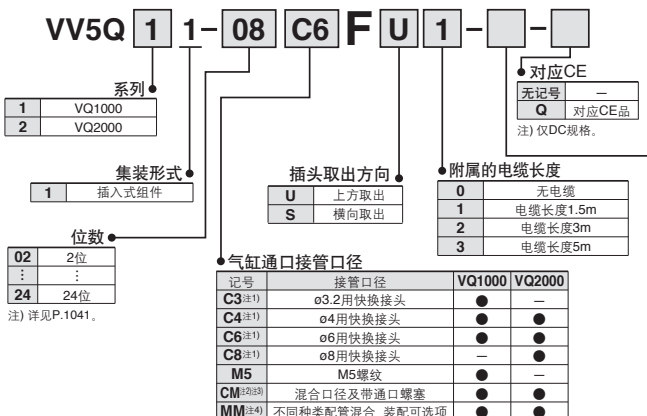 VV5Q 1 1-08 C6 F U 1-□-□
对应CE
无记号 —
Q 对应CE品
注) 仅DC规格。
系列
1 VQ1000
2 VQ2000
集装形式
1 插入式组件
插头取出方向
U 上方取出
S 横向取出
附属的电缆长度
0 无电缆
1 电缆长度1.5m
2 电缆长度3m
3 电缆长度5m
位数
02 2位
⋮ ⋮
24 24位
注) 详见P.1041。
气缸通口接管口径
记号 接管口径 VQ1000 VQ2000
C3注1) ø3.2用快换接头 ● —
C4注1) ø4用快换接头 ● ●
C6注1) ø6用快换接头 ● ●
C8注1) ø8用快换接头 — ●
M5 M5螺纹 ● —
CM注2)注3) 混合口径及带通口螺塞 ● ●
MM注4) 不同种类配管混合 装配可选项 ● ●